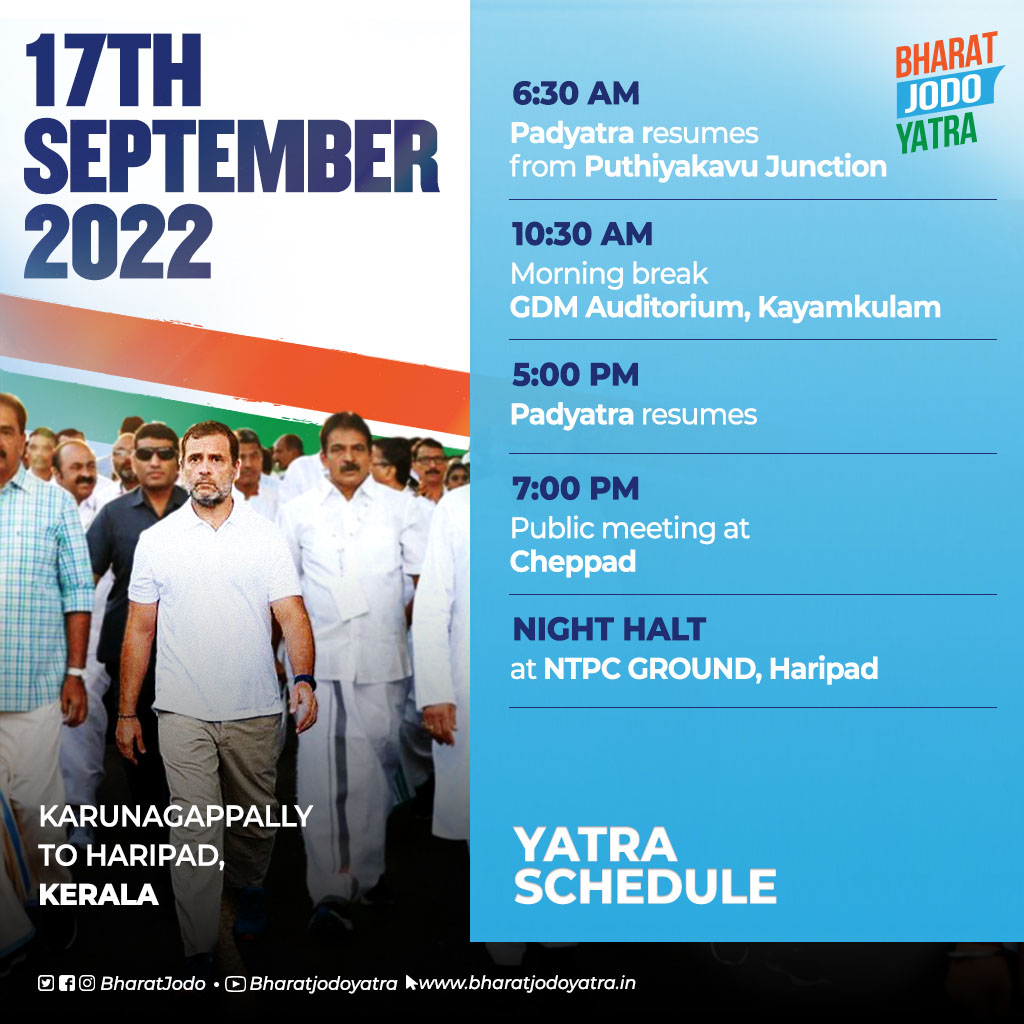 17TH
SEPTEMBER
2022
BHARAT
JODO
YATRA
6:30 AM
Padyatra resumes
from Puthiyakavu Junction
10:30 AM
Morning break
GDM Auditorium, Kayamkulam
5:00 PM
Padyatra resumes
7:00 PM
Public meeting at
Cheppad
NIGHT HALT
at NTPC GROUND, Haripad
KARUNAGAPPALLY
TO HARIPAD,
KERALA
YATRA
SCHEDULE
BharatJodo • Bharatjodoyatra www.bharatjodoyatra.in